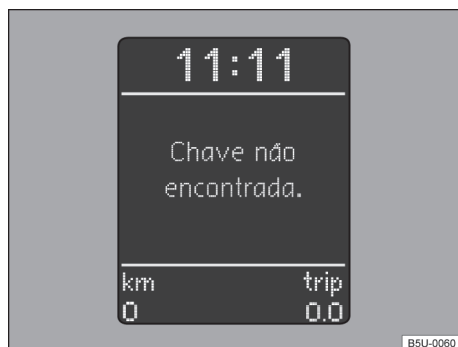 11:11
Chave não
encontrada.
km trip
0 0.0
B5U-0060